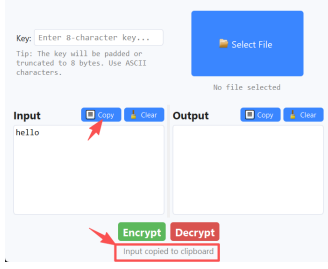 Key: Enter 8-character key...
Tip: The key will be padded or
truncated to 8 bytes. Use ASCII
characters.
Select File
No file selected
Input Copy Clear
Output Copy Clear
hello
Encrypt Decrypt
Input copied to clipboard